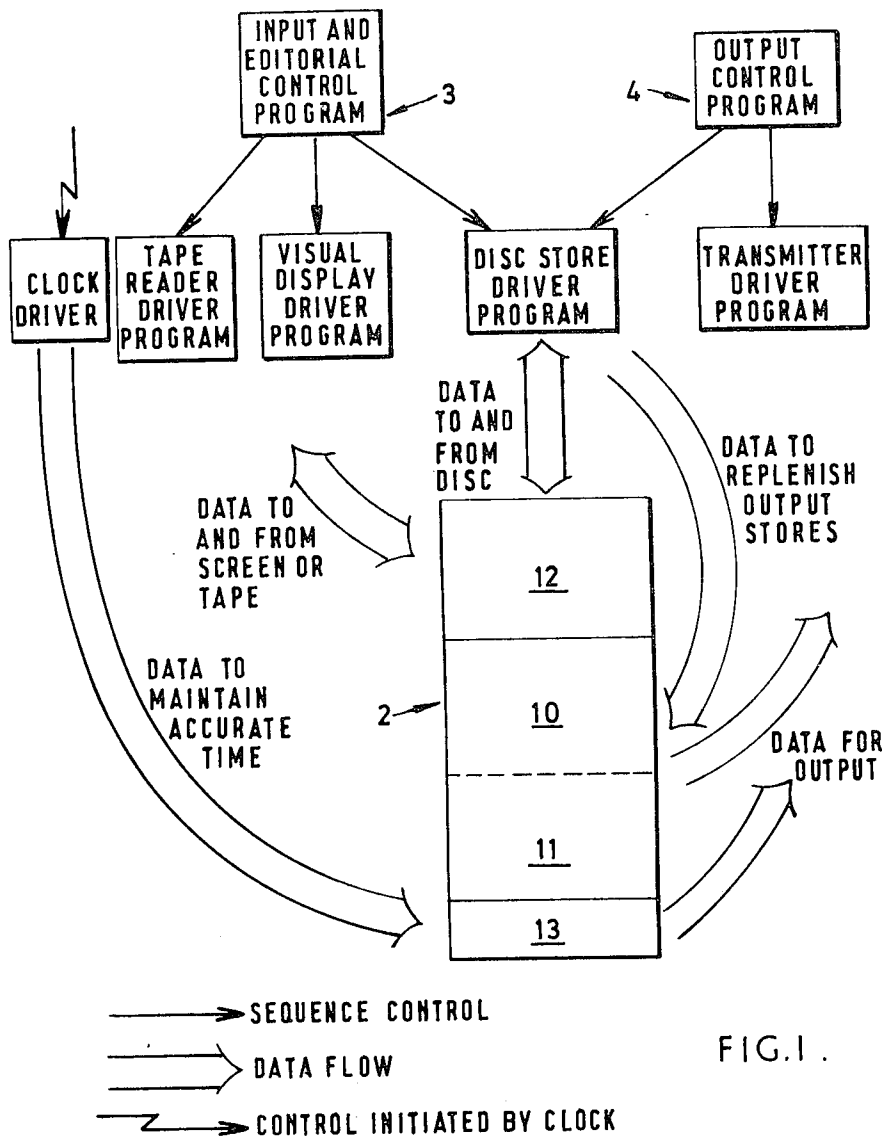 INPUT AND
EDITORIAL
CONTROL
PROGRAM
3
OUTPUT
CONTROL
PROGRAM
4
CLOCK
DRIVER
TAPE
READER
DRIVER
PROGRAM
VISUAL
DISPLAY
DRIVER
PROGRAM
DISC STORE
DRIVER
PROGRAM
TRANSMITTER
DRIVER
PROGRAM
DATA
TO AND
FROM
DISC
DATA TO
REPLENISH
OUTPUT
STORES
DATA TO
AND FROM
SCREEN OR
TAPE
12
DATA TO
MAINTAIN
ACCURATE
TIME
2
10
DATA FOR
OUTPUT
11
13
SEQUENCE CONTROL
DATA FLOW
CONTROL INITIATED BY CLOCK
FIG.1.